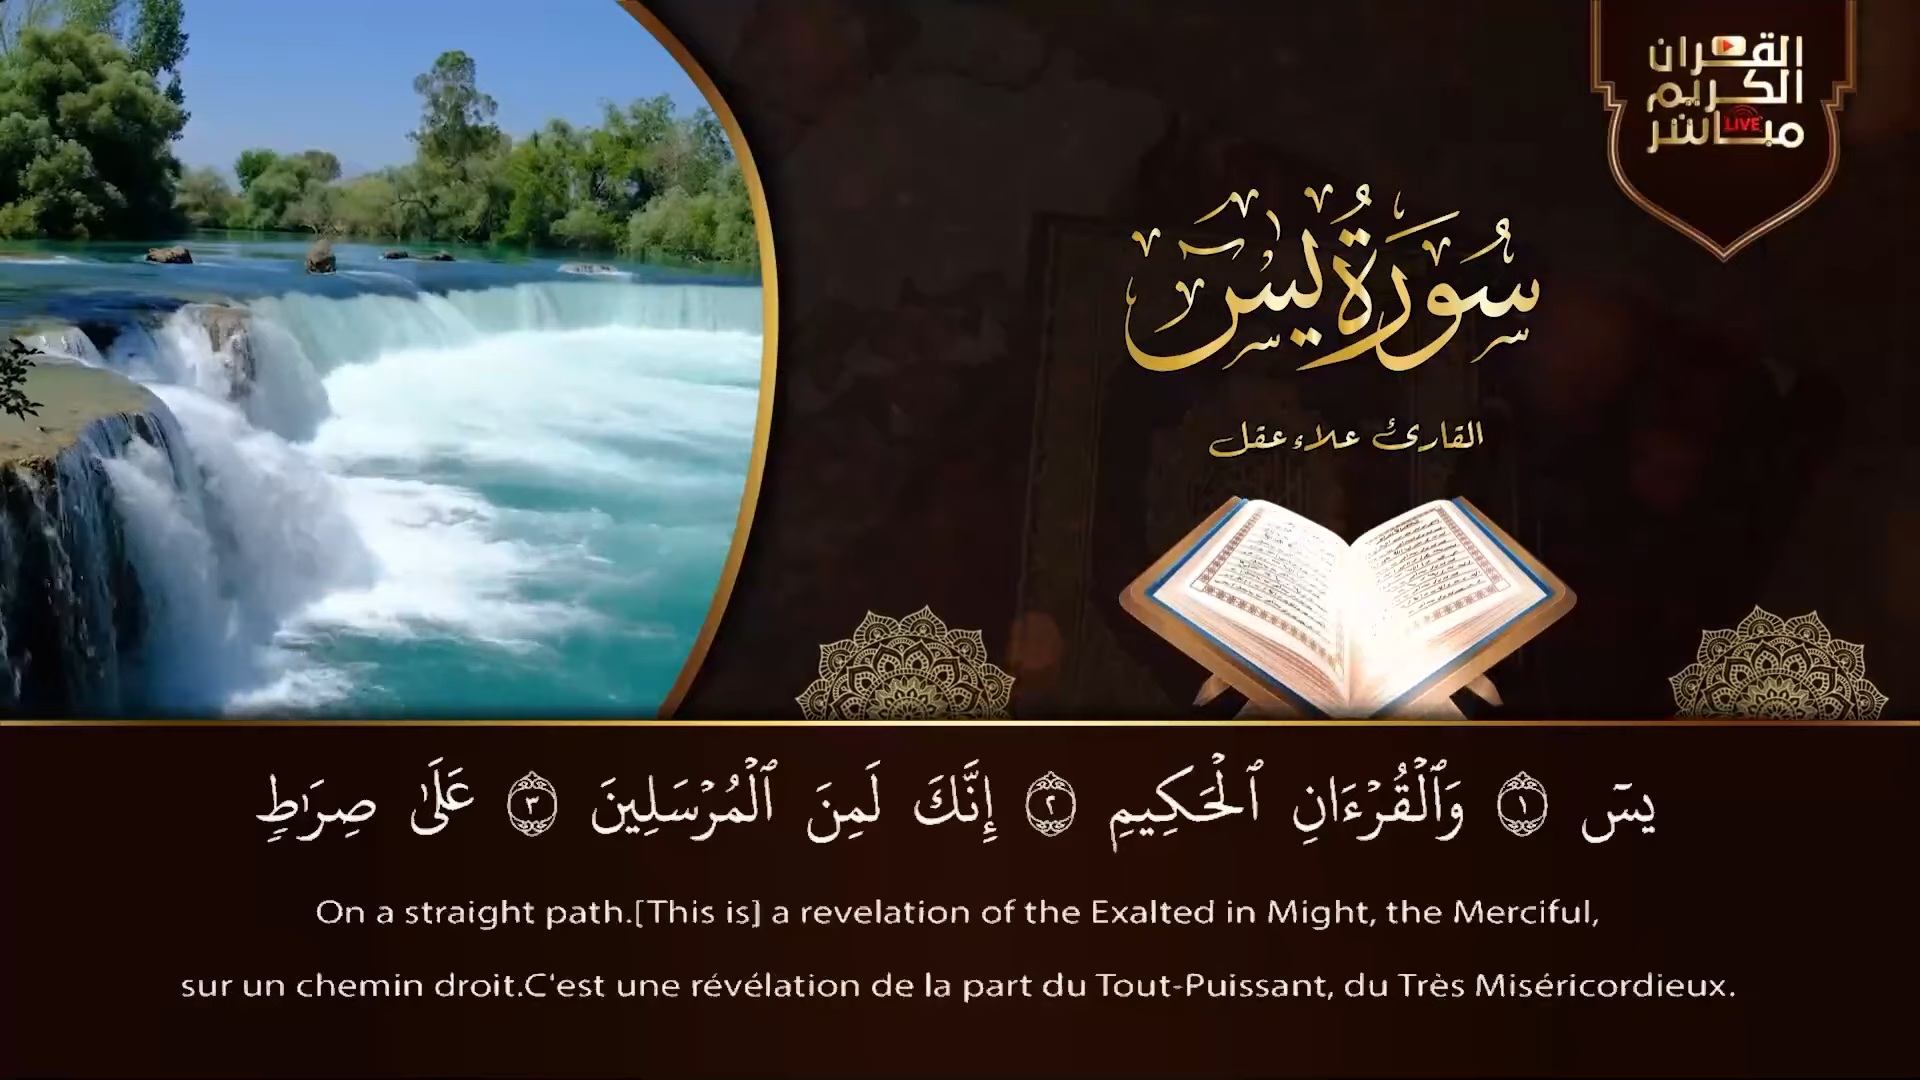 القران
الكريم
مباشر
LIVE
سُورَةُ يسٓ
القارئ علاء عقل
يسٓ ۝١ وَٱلْقُرْءَانِ ٱلْحَكِيمِ ۝٢ إِنَّكَ لَمِنَ ٱلْمُرْسَلِينَ ۝٣ عَلَىٰ صِرَٰطٍ
On a straight path.[This is] a revelation of the Exalted in Might, the Merciful,
sur un chemin droit.C'est une révélation de la part du Tout-Puissant, du Très Miséricordieux.